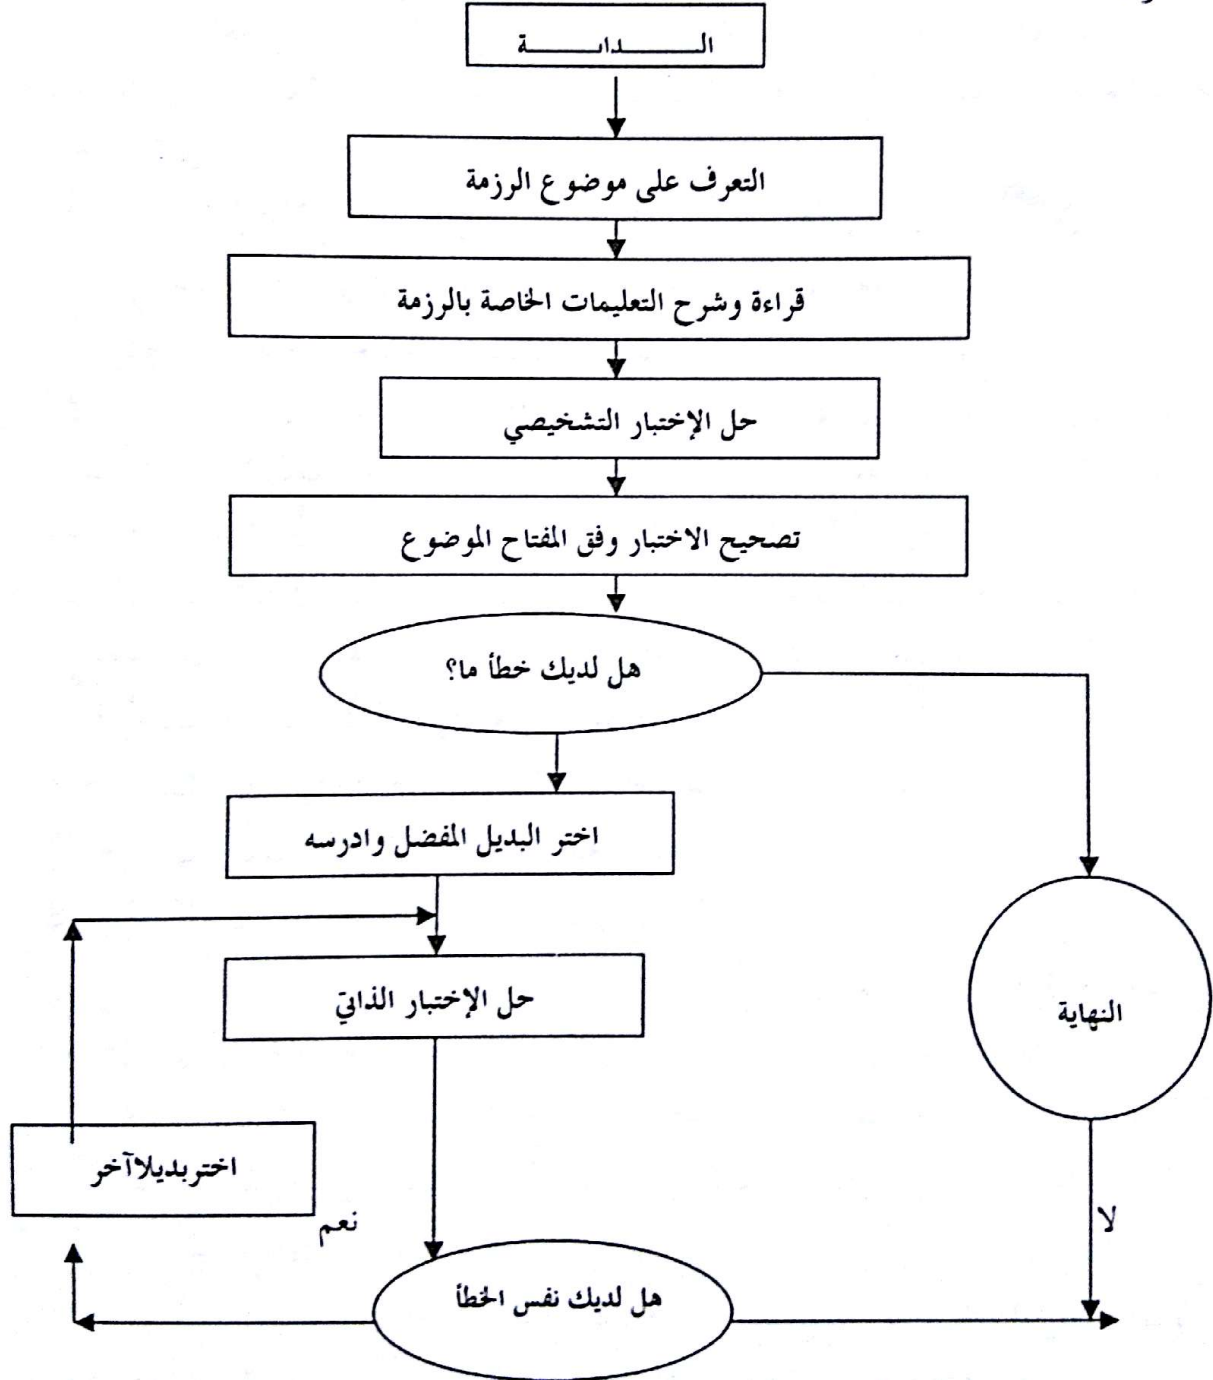 البدايـــــة
التعرف على موضوع الرزمة
قراءة وشرح التعليمات الخاصة بالرزمة
حل الإختبار التشخيصي
تصحيح الاختبار وفق المفتاح الموضوع
هل لديك خطأ ما؟
اختر البديل المفضل وادرسه
حل الإختبار الذاتي
النهاية
اختربديلاآخر
نعم
لا
هل لديك نفس الخطأ